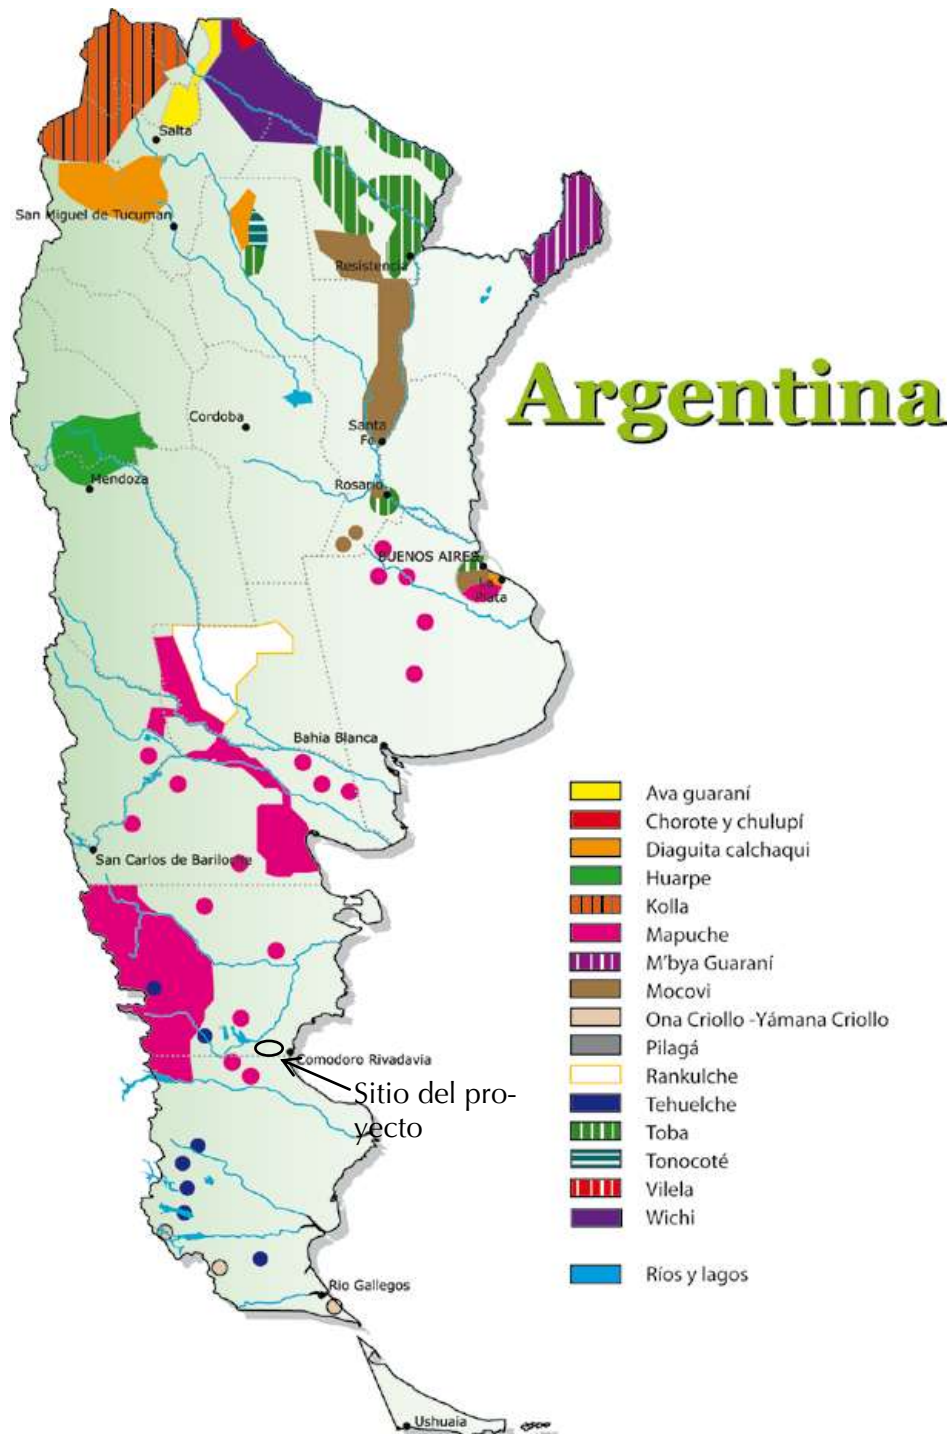 Salta
San Miguel de Tucuman
Resistencia
Argentina
Cordoba
Santa
Fe
Mendoza
Rosario
BUENOS AIRES
La
Plata
Bahia Blanca
San Carlos de Bariloche
Comodoro Rivadavia
Sitio del pro-
yecto
Rio Gallegos
Ushuaia
Ava guaraní
Chorote y chulupí
Diaguita calchaqui
Huarpe
Kolla
Mapuche
M'bya Guaraní
Mocovi
Ona Criollo -Yámana Criollo
Pilagá
Rankulche
Tehuelche
Toba
Tonocoté
Vilela
Wichi
Ríos y lagos